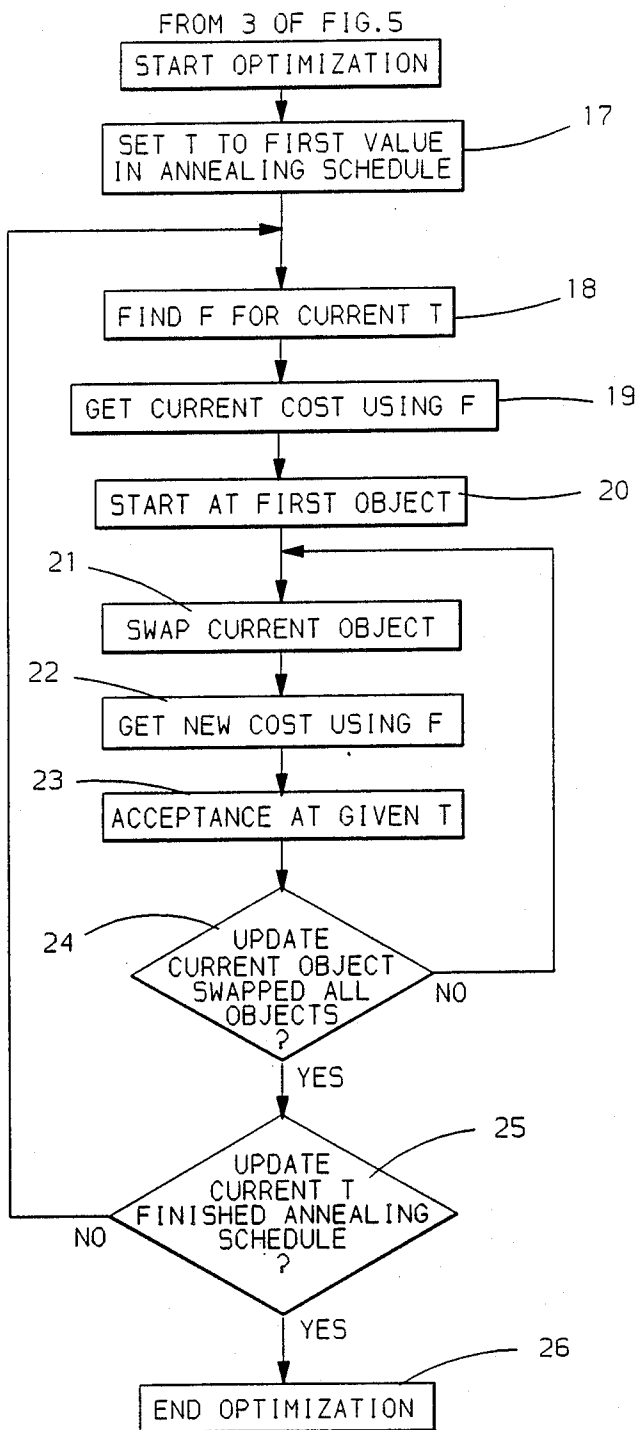 FROM 3 OF FIG.5
START OPTIMIZATION
17
SET T TO FIRST VALUE
IN ANNEALING SCHEDULE
18
FIND F FOR CURRENT T
19
GET CURRENT COST USING F
20
START AT FIRST OBJECT
21
SWAP CURRENT OBJECT
22
GET NEW COST USING F
23
ACCEPTANCE AT GIVEN T
24
UPDATE
CURRENT OBJECT
SWAPPED ALL
OBJECTS
?
NO
YES
25
UPDATE
CURRENT T
FINISHED ANNEALING
SCHEDULE
?
NO
YES
26
END OPTIMIZATION